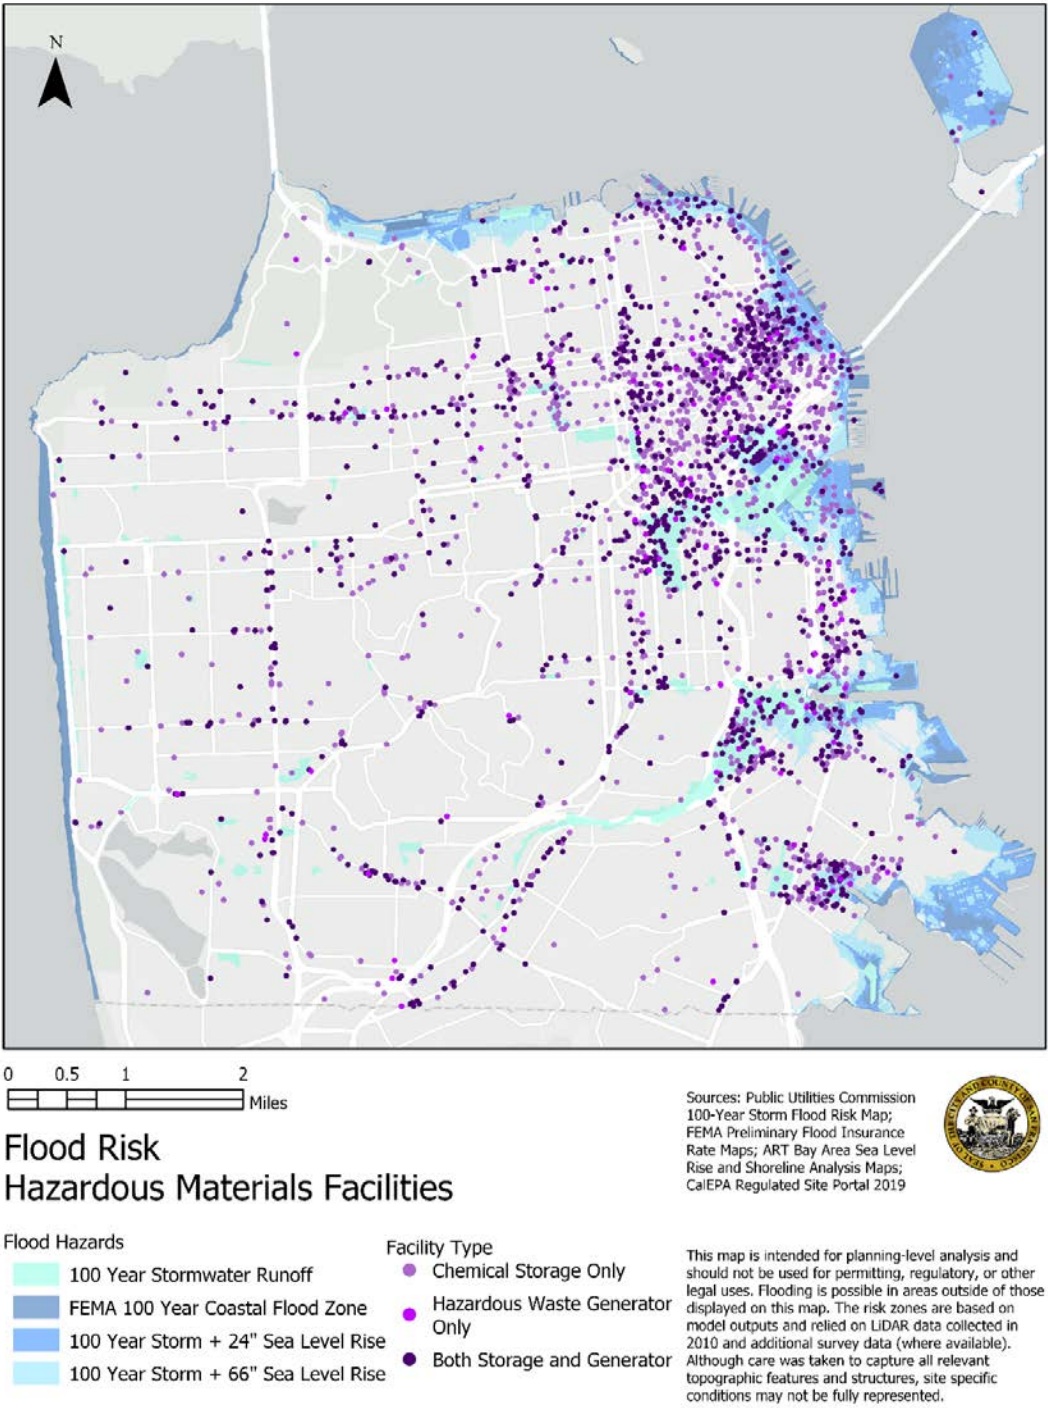 N
0 0.5 1 2
Miles
Flood Risk
Hazardous Materials Facilities
Sources: Public Utilities Commission
100-Year Storm Flood Risk Map;
FEMA Preliminary Flood Insurance
Rate Maps; ART Bay Area Sea Level
Rise and Shoreline Analysis Maps;
CalEPA Regulated Site Portal 2019
Flood Hazards
100 Year Stormwater Runoff
FEMA 100 Year Coastal Flood Zone
100 Year Storm + 24" Sea Level Rise
100 Year Storm + 66" Sea Level Rise
Facility Type
Chemical Storage Only
Hazardous Waste Generator
Only
Both Storage and Generator
This map is intended for planning-level analysis and
should not be used for permitting, regulatory, or other
legal uses. Flooding is possible in areas outside of those
displayed on this map. The risk zones are based on
model outputs and relied on LiDAR data collected in
2010 and additional survey data (where available).
Although care was taken to capture all relevant
topographic features and structures, site specific
conditions may not be fully represented.